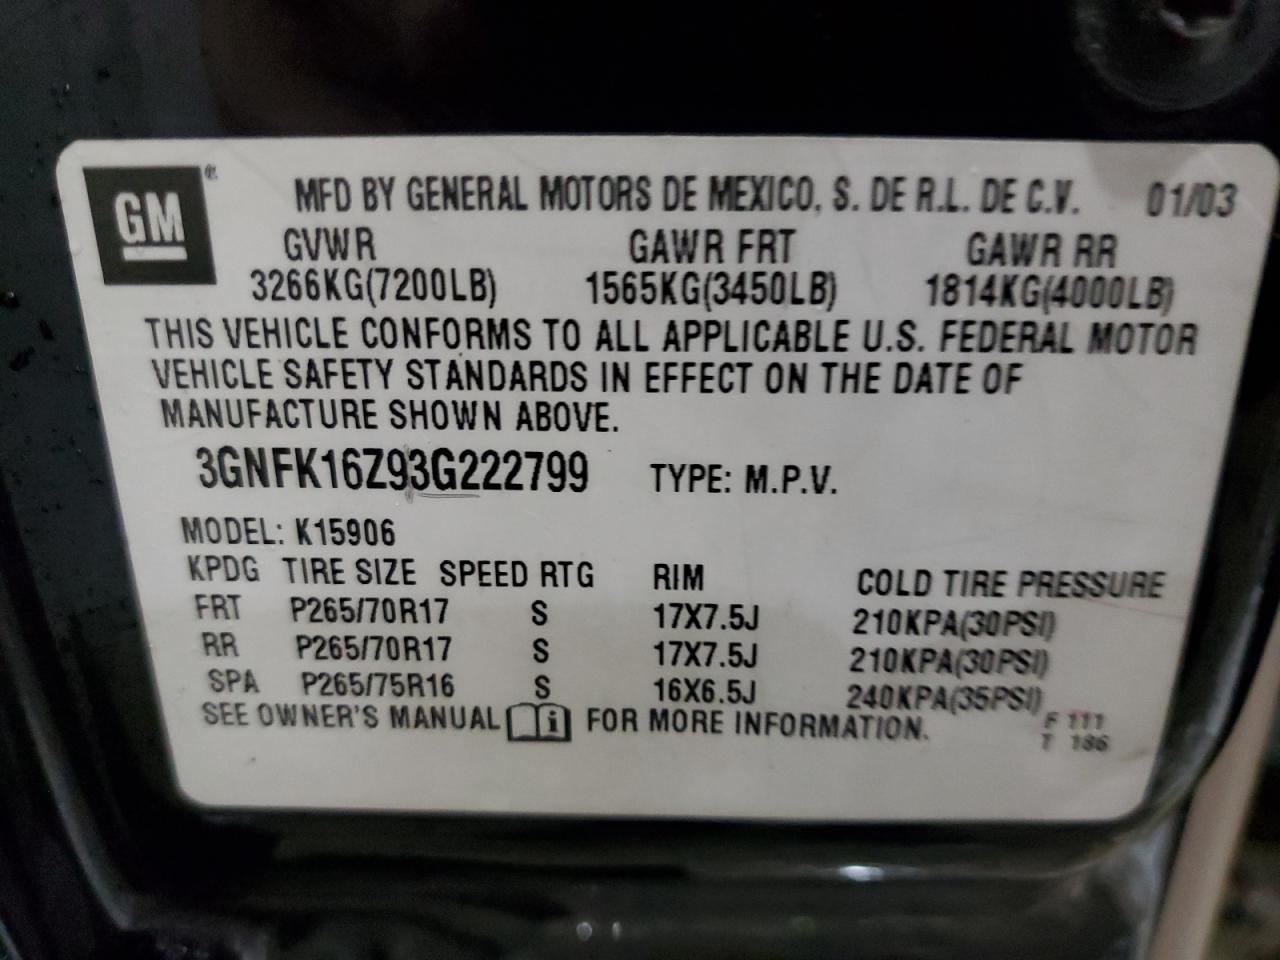 GM®
MFD BY GENERAL MOTORS DE MEXICO, S. DE R.L. DE C.V. 01/03
GVWR GAWR FRT GAWR RR
3266KG(7200LB) 1565KG(3450LB) 1814KG(4000LB)
THIS VEHICLE CONFORMS TO ALL APPLICABLE U.S. FEDERAL MOTOR
VEHICLE SAFETY STANDARDS IN EFFECT ON THE DATE OF
MANUFACTURE SHOWN ABOVE.
3GNFK16Z93G222799 TYPE: M.P.V.
MODEL: K15906
KPDG TIRE SIZE SPEED RTG RIM COLD TIRE PRESSURE
FRT P265/70R17 S 17X7.5J 210KPA(30PSI)
RR P265/70R17 S 17X7.5J 210KPA(30PSI)
SPA P265/75R16 S 16X6.5J 240KPA(35PSI)
SEE OWNER'S MANUAL i FOR MORE INFORMATION.
F 111
T 186